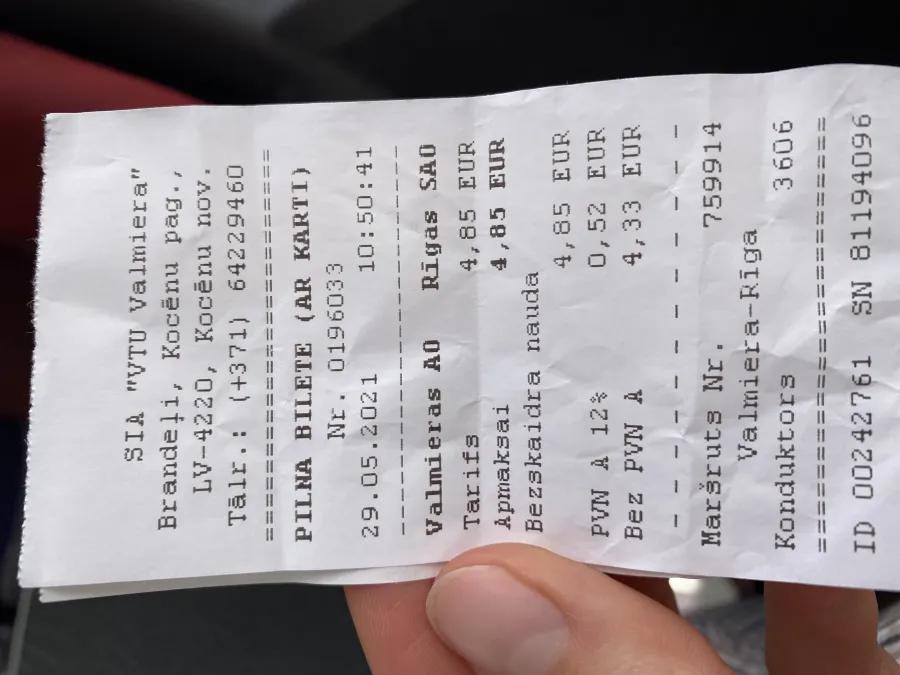 SIA "VTU Valmiera"
Brandeļi, Kocēnu pag.,
LV-4220, Kocēnu nov.
Tālr.: (+371) 64229460
==============================
PILNA BILETE (AR KARTI)
Nr. 0196033
29.05.2021 10:50:41
------------------------------
Valmieras AO Rīgas SAO
Tarifs 4,85 EUR
Apmaksai 4,85 EUR
Bezskaidra nauda
4,85 EUR
PVN A 12% 0,52 EUR
Bez PVN A 4,33 EUR
- - - - - - - - - - -
Maršruts Nr. 759914
Valmiera-Rīga
Konduktors 3606
==============================
ID 00242761 SN 81194096